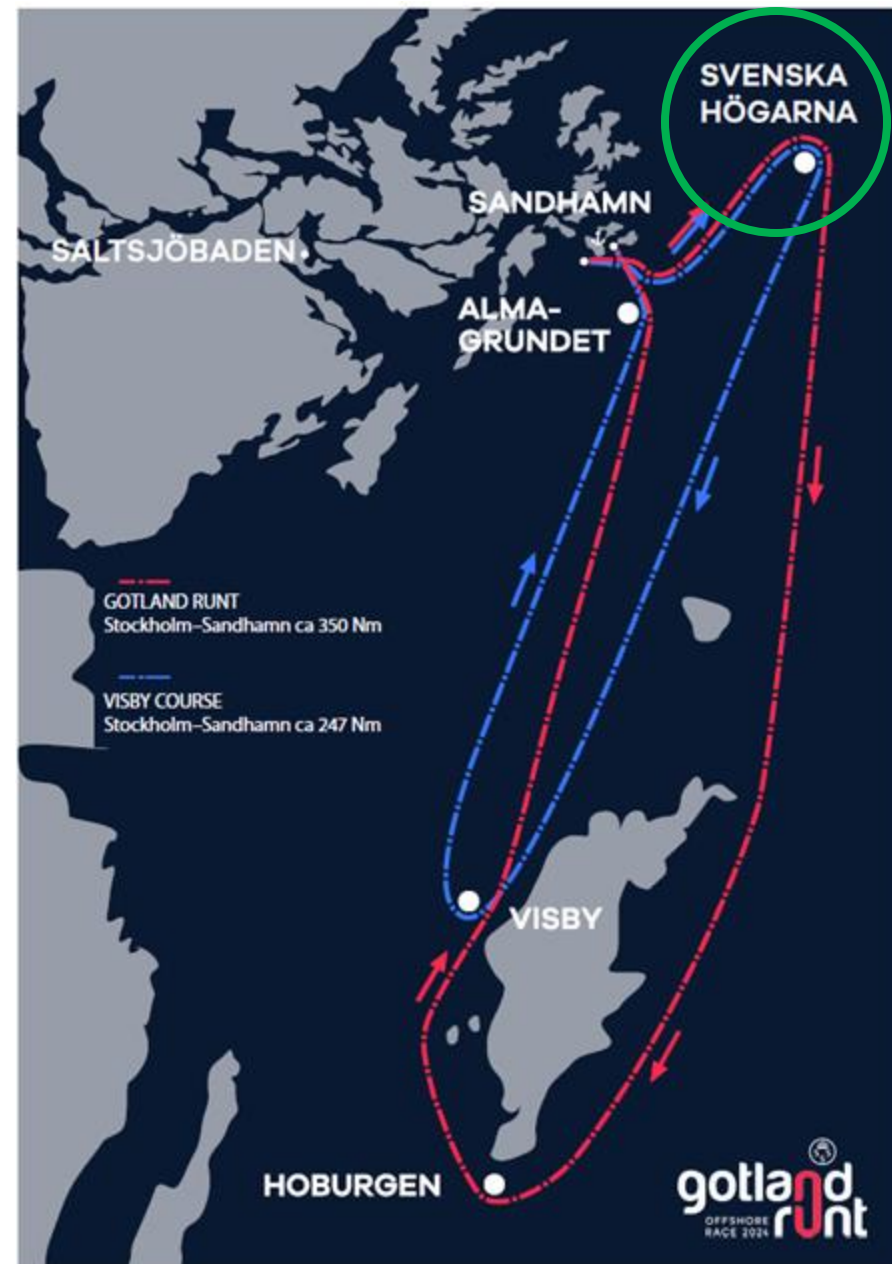 SVENSKA
HÖGARNA
SANDHAMN
SALTSJÖBADEN
ALMA-
GRUNDET
GOTLAND RUNT
Stockholm–Sandhamn ca 350 Nm
VISBY COURSE
Stockholm–Sandhamn ca 247 Nm
VISBY
HOBURGEN
gotland
OFFSHORE
RACE 2024
runt